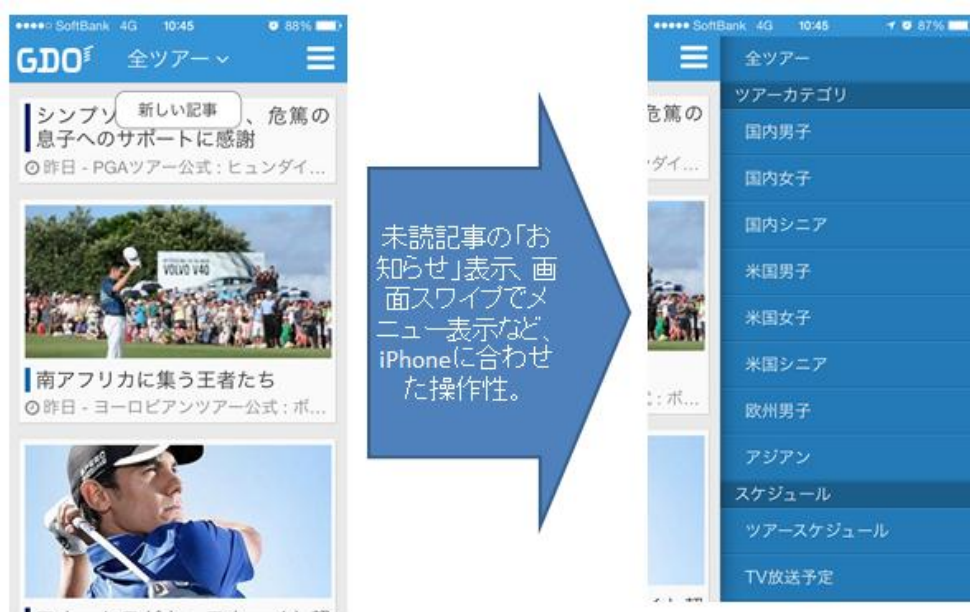 SoftBank 4G 10:45 88%
GDO 全ツアー
新しい記事
シンプソ 、危篤の
息子へのサポートに感謝
昨日 - PGAツアー公式 : ヒュンダイ...
VOLVO V40
南アフリカに集う王者たち
昨日 - ヨーロピアンツアー公式 : ボ...
未読記事の「お
知らせ」表示、画
面スワイプでメ
ニュー表示など、
iPhoneに合わせ
た操作性。
SoftBank 4G 10:45 87%
危篤の
ダイ...
: ボ...
全ツアー
ツアーカテゴリ
国内男子
国内女子
国内シニア
米国男子
米国女子
米国シニア
欧州男子
アジアン
スケジュール
ツアースケジュール
TV放送予定